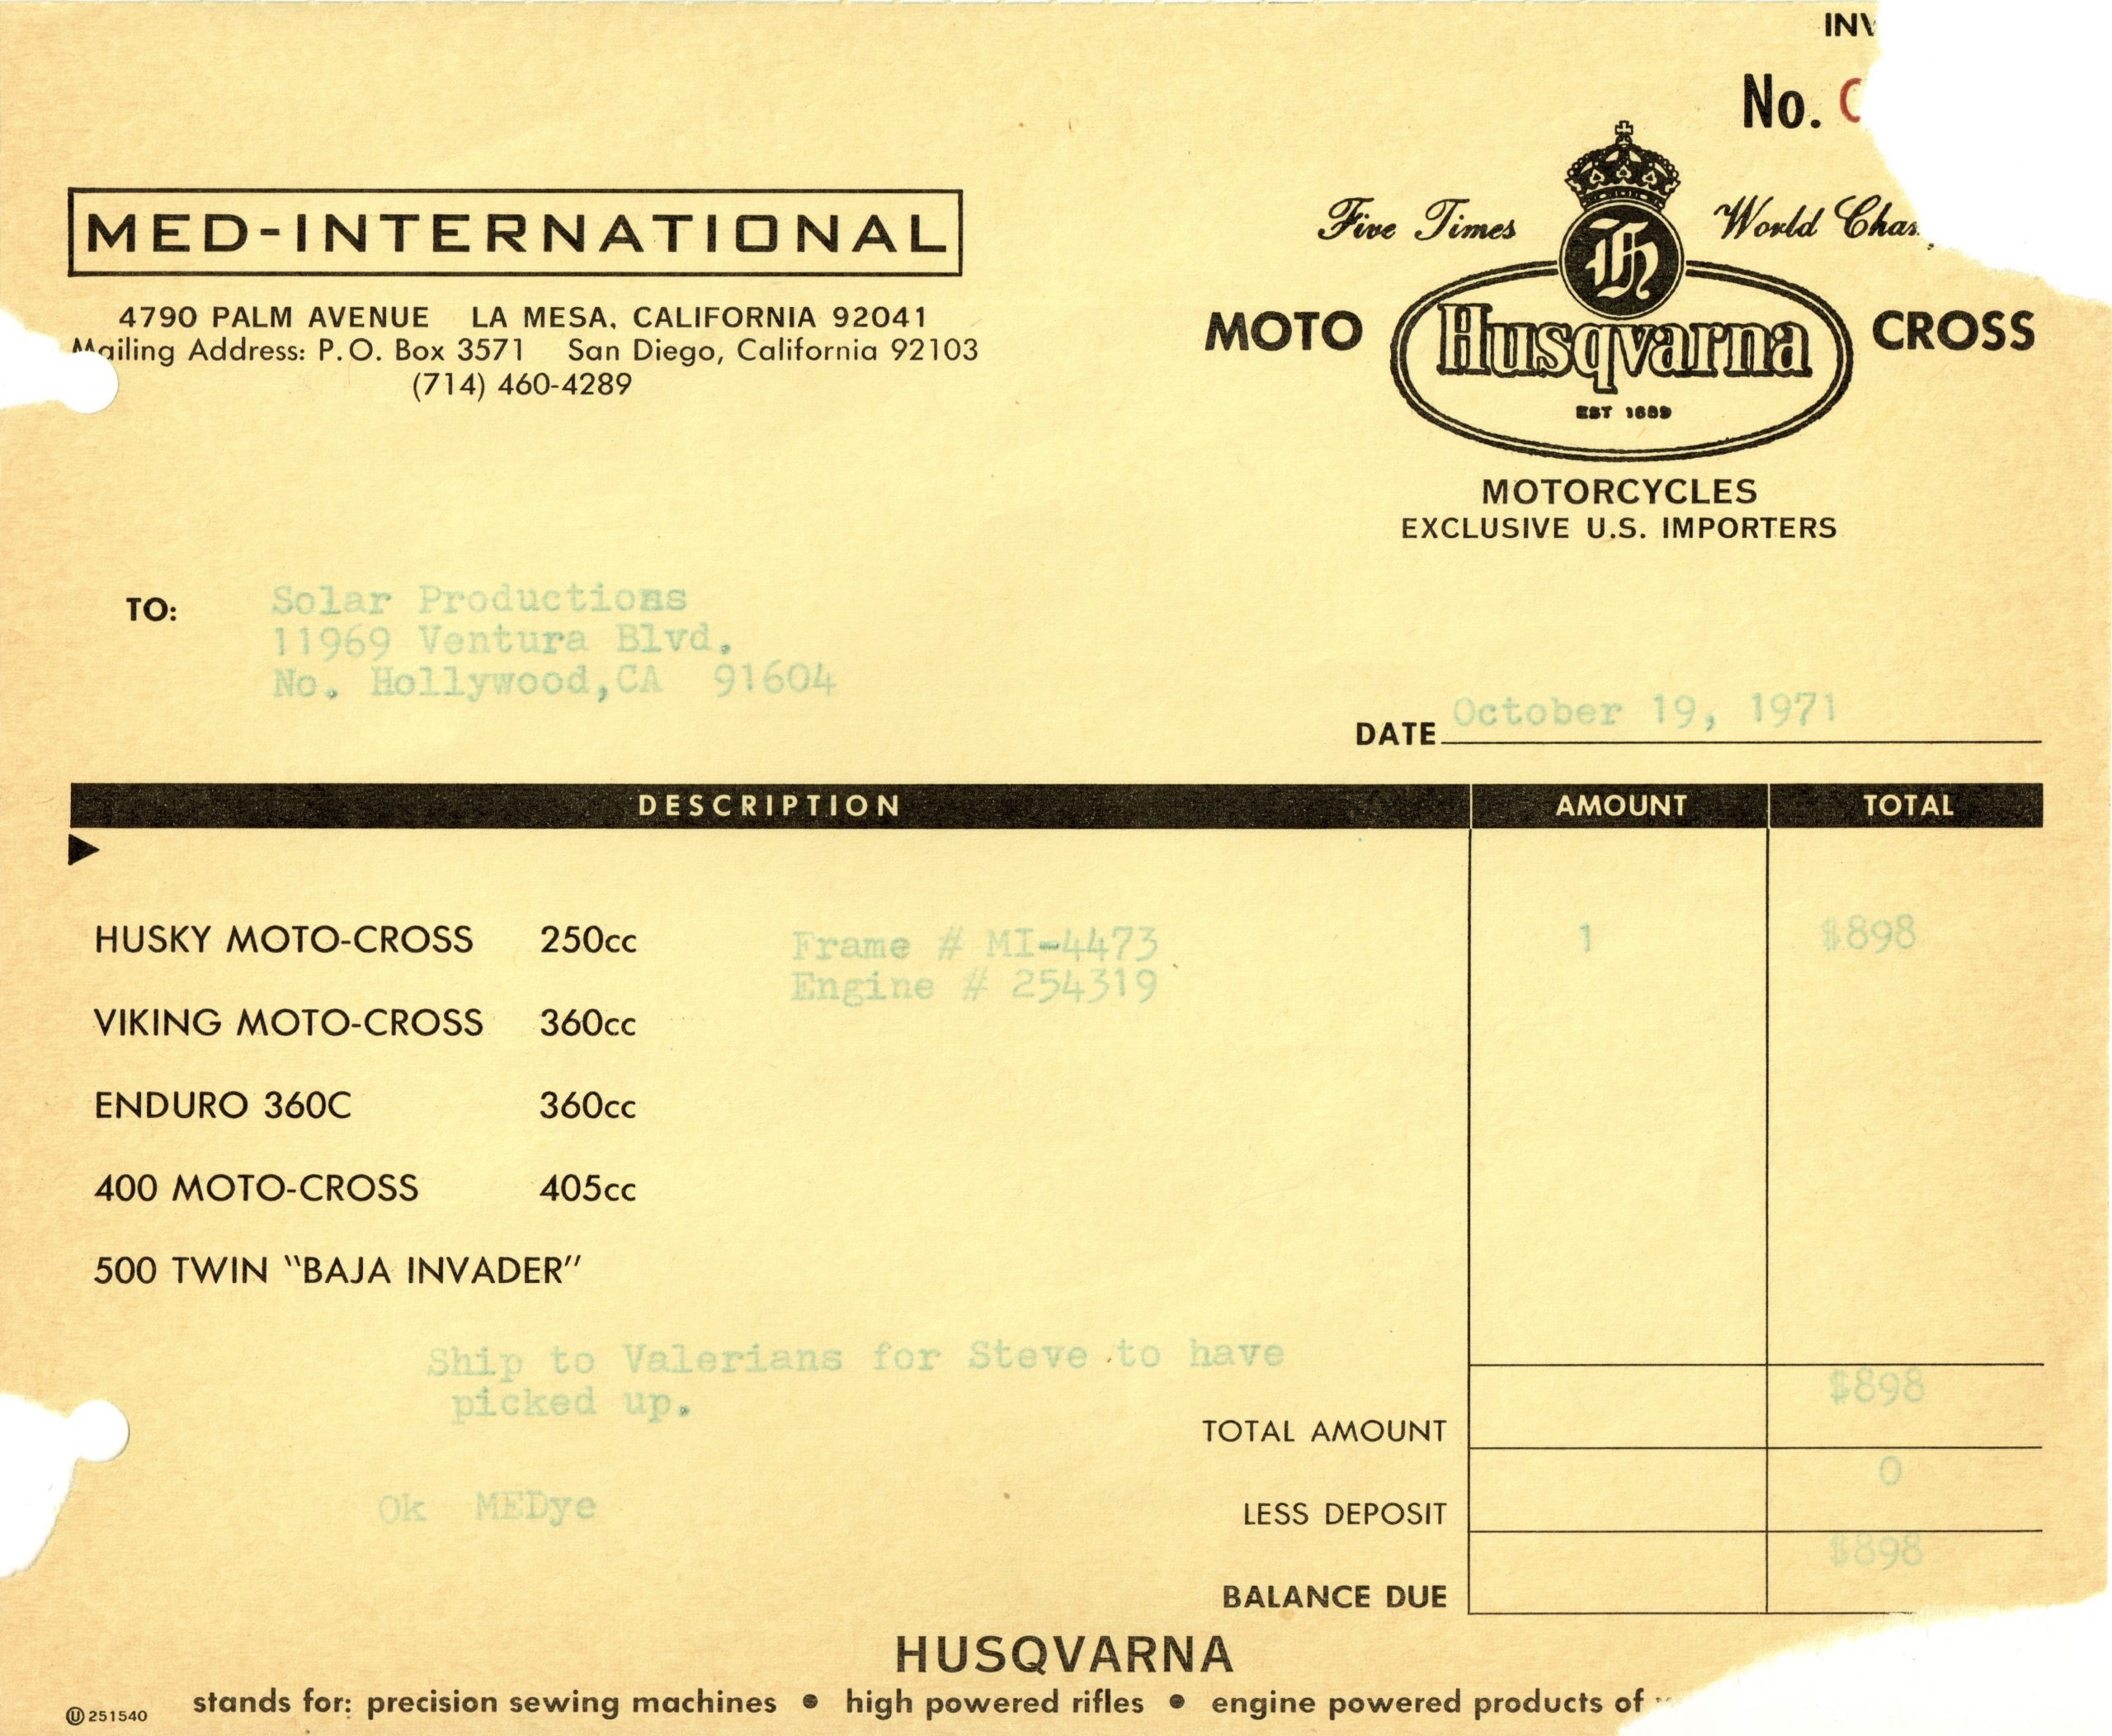 No.
MED-INTERNATIONAL
4790 PALM AVENUE LA MESA, CALIFORNIA 92041
Mailing Address: P.O. Box 3571 San Diego, California 92103
(714) 460-4289
Five Times World
H
MOTO Husqvarna CROSS
EST 1689
MOTORCYCLES
EXCLUSIVE U.S. IMPORTERS
TO: Solar Productions
11969 Ventura Blvd.
No. Hollywood,CA 91604
DATE October 19, 1971
DESCRIPTION AMOUNT TOTAL
HUSKY MOTO-CROSS 250cc Frame # MI-4473 1 $898
Engine # 254319
VIKING MOTO-CROSS 360cc
ENDURO 360C 360cc
400 MOTO-CROSS 405cc
500 TWIN "BAJA INVADER"
Ship to Valerians for Steve to have
picked up.
TOTAL AMOUNT $898
Ok MEDye
LESS DEPOSIT 0
BALANCE DUE $898
HUSQVARNA
stands for: precision sewing machines • high powered rifles • engine powered products of
251540